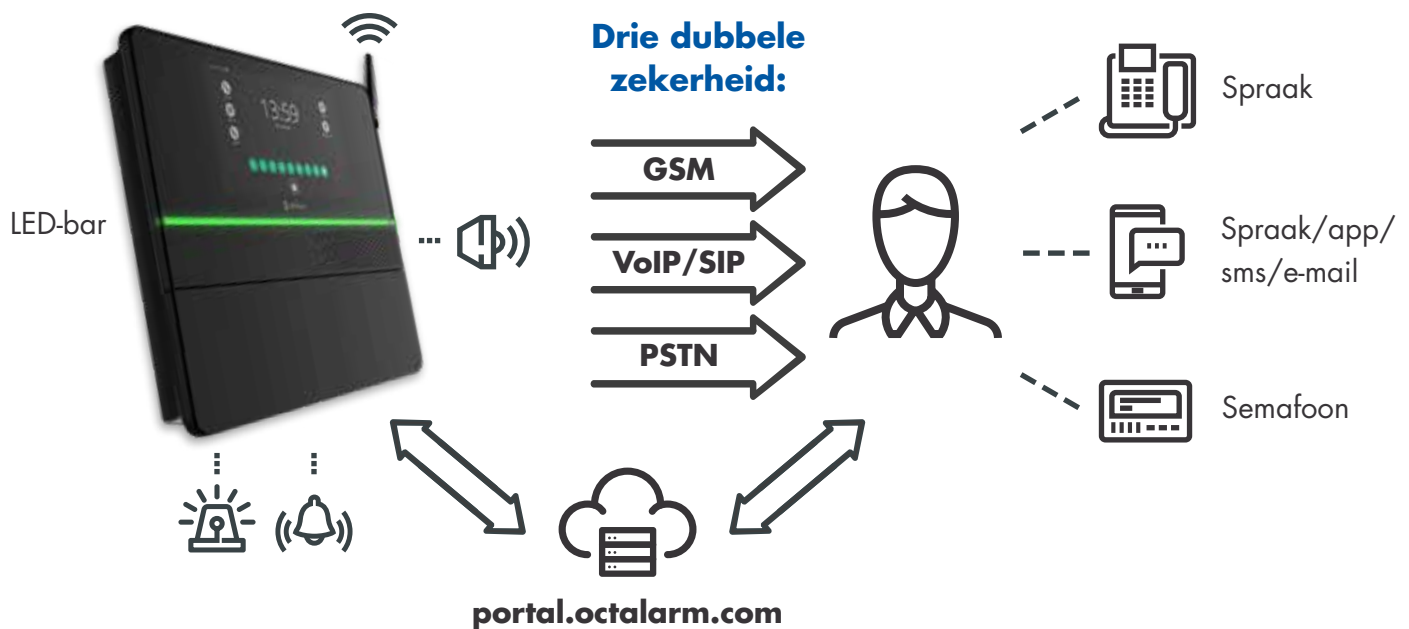 Drie dubbele
zekerheid:
LED-bar
13:59
GSM
VoIP/SIP
PSTN
Spraak
Spraak/app/
sms/e-mail
Semafoon
portal.octalarm.com